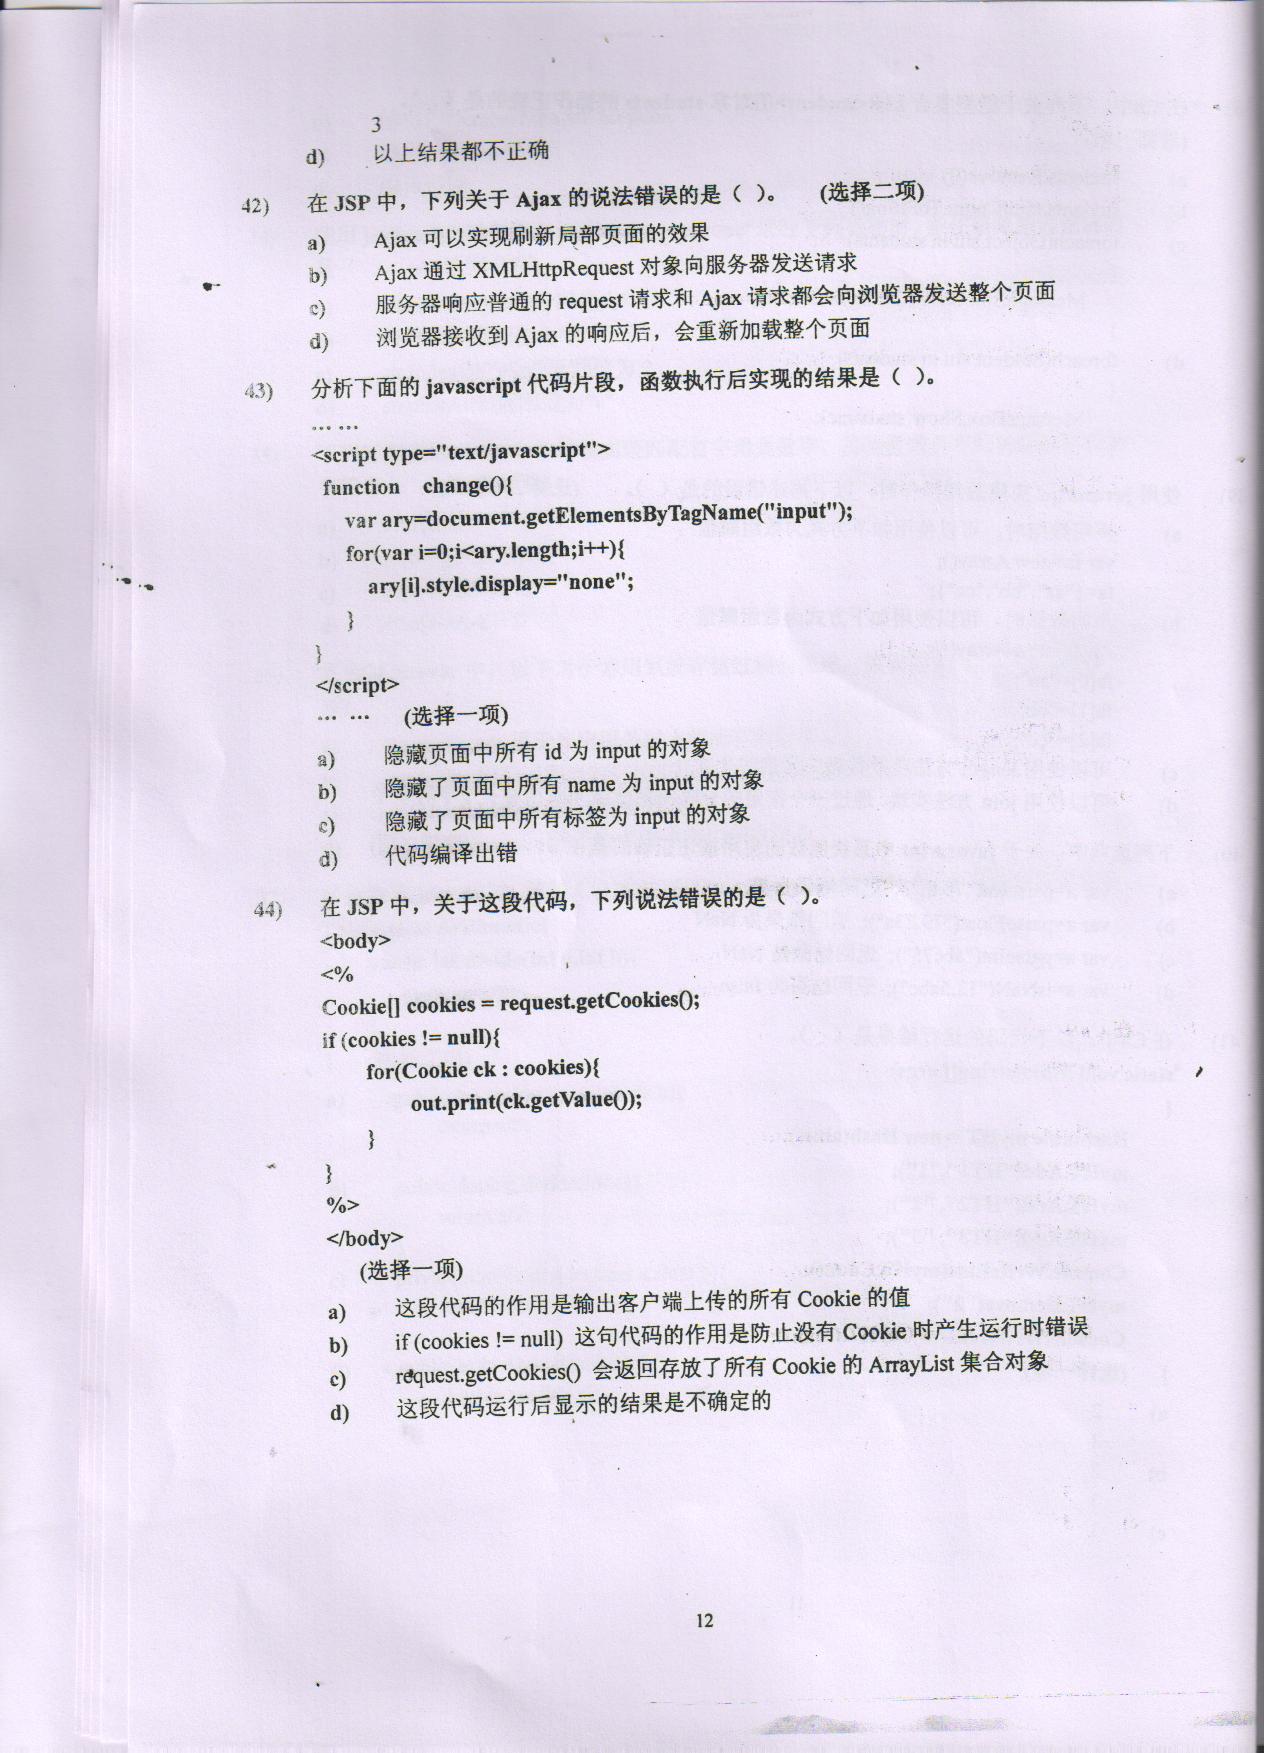 3
d) 以上结果都不正确
42) 在 JSP 中，下列关于 Ajax 的说法错误的是（ ）。 (选择二项)
a) Ajax 可以实现刷新局部页面的效果
b) Ajax 通过 XMLHttpRequest 对象向服务器发送请求
c) 服务器响应普通的 request 请求和 Ajax 请求都会向浏览器发送整个页面
d) 浏览器接收到 Ajax 的响应后，会重新加载整个页面
43) 分析下面的 javascript 代码片段，函数执行后实现的结果是（ ）。
… …
<script type="text/javascript">
function change(){
var ary=document.getElementsByTagName("input");
for(var i=0;i<ary.length;i++){
ary[i].style.display="none";
}
}
</script>
… … (选择一项)
a) 隐藏页面中所有 id 为 input 的对象
b) 隐藏了页面中所有 name 为 input 的对象
c) 隐藏了页面中所有标签为 input 的对象
d) 代码编译出错
44) 在 JSP 中，关于这段代码，下列说法错误的是（ ）。
<body>
<%
Cookie[] cookies = request.getCookies();
if (cookies != null){
for(Cookie ck : cookies){
out.print(ck.getValue());
}
}
%>
</body>
(选择一项)
a) 这段代码的作用是输出客户端上传的所有 Cookie 的值
b) if (cookies != null) 这句代码的作用是防止没有 Cookie 时产生运行时错误
c) request.getCookies() 会返回存放了所有 Cookie 的 ArrayList 集合对象
d) 这段代码运行后显示的结果是不确定的
12